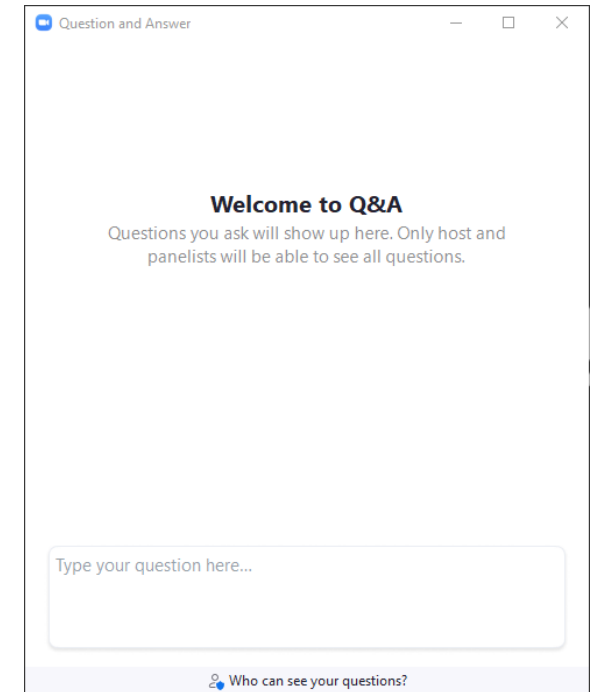 Question and Answer
Welcome to Q&A
Questions you ask will show up here. Only host and
panelists will be able to see all questions.
Type your question here...
Who can see your questions?